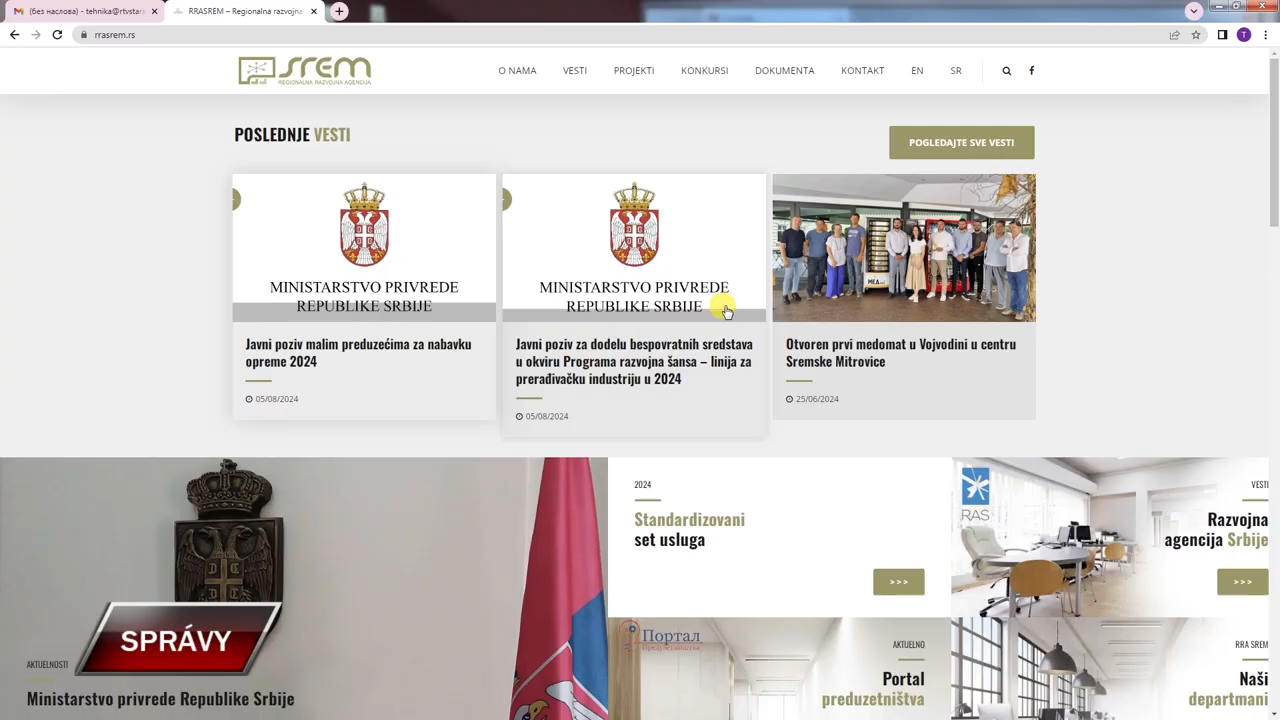 (без наслова) - tehnika@rtvstar
RRASREM – Regionalna razvojna
rrasrem.rs
T
SREM
REGIONALNA RAZVOJNA AGENCIJA
O NAMA
VESTI
PROJEKTI
KONKURSI
DOKUMENTA
KONTAKT
EN
POSLEDNJE VESTI
POGLEDAJTE SVE VESTI
MINISTARSTVO PRIVREDE
REPUBLIKE SRBIJE
Javni poziv malim preduzećima za nabavku
opreme 2024
05/08/2024
MINISTARSTVO PRIVREDE
REPUBLIKE SRBIJE
Javni poziv za dodelu bespovratnih sredstava
u okviru Programa razvojna šansa – linija za
prerađivačku industriju u 2024
05/08/2024
Otvoren prvi medomat u Vojvodini u centru
Sremske Mitrovice
25/06/2024
SPRÁVY
AKTUELNOSTI
Ministarstvo privrede Republike Srbije
2024
Standardizovani
set usluga
>>>
RAS
VESTI
Razvojna
agencija Srbije
>>>
Портал
AKTUELNO
Portal
preduzetništva
RRA SREM
Naši
departmani